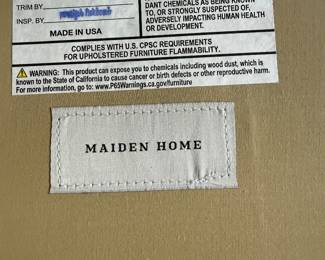 DANT CHEMICALS AS BEING KNOWN
TO, OR STRONGLY SUSPECTED OF,
ADVERSELY IMPACTING HUMAN HEALTH
OR DEVELOPMENT.
TRIM BY
INSP. BY
MADE IN USA
COMPLIES WITH U.S. CPSC REQUIREMENTS
FOR UPHOLSTERED FURNITURE FLAMMABILITY.
WARNING: This product can expose you to chemicals including wood dust, which is
known to the State of California to cause cancer or birth defects or other reproductive harm.
For more information, go to: www.P65Warnings.ca.gov/furniture
MAIDEN HOME